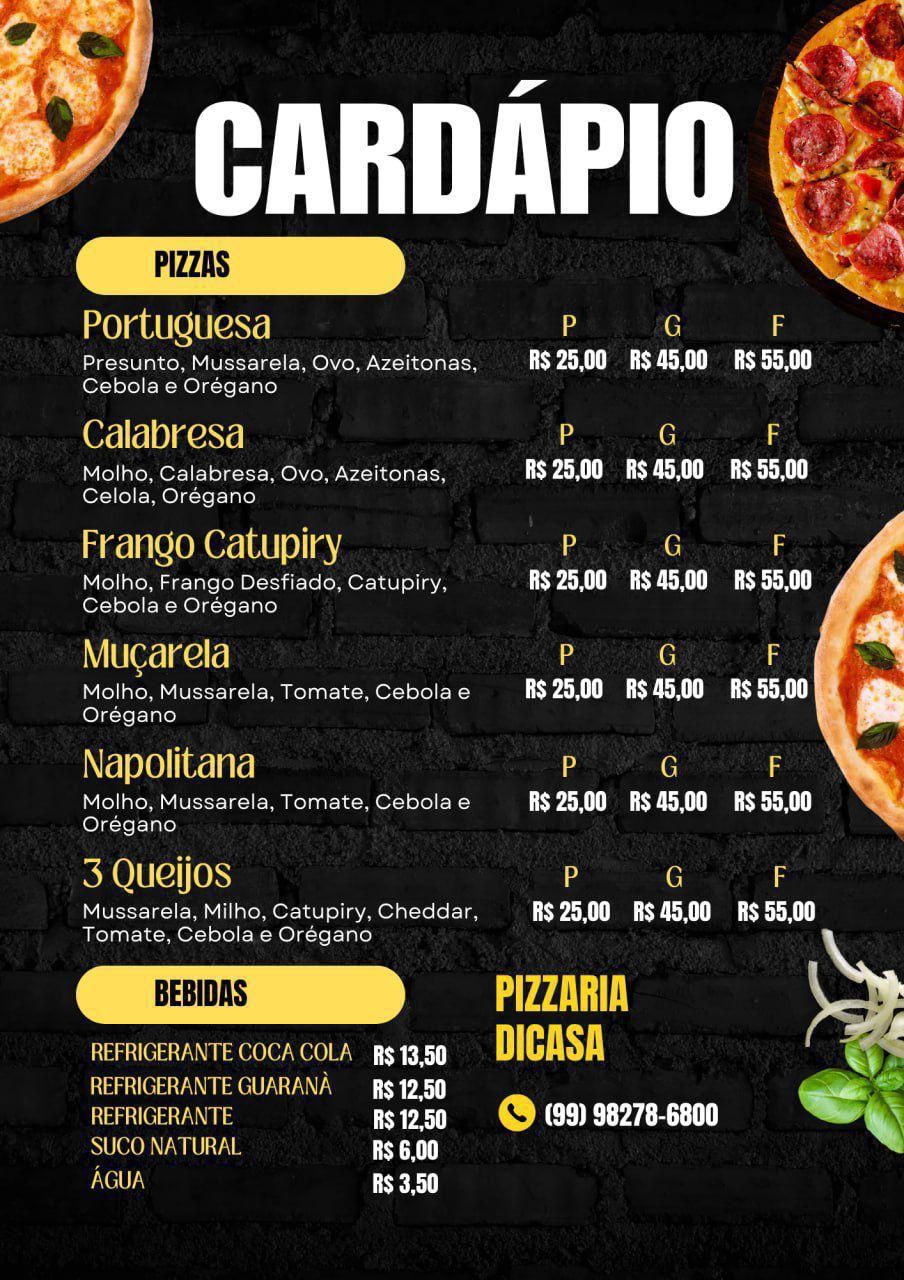 CARDÁPIO
PIZZAS
Portuguesa
P G F
Presunto, Mussarela, Ovo, Azeitonas,
Cebola e Orégano
R$ 25,00 R$ 45,00 R$ 55,00
Calabresa
P G F
Molho, Calabresa, Ovo, Azeitonas,
Celola, Orégano
R$ 25,00 R$ 45,00 R$ 55,00
Frango Catupiry
P G F
Molho, Frango Desfiado, Catupiry,
Cebola e Orégano
R$ 25,00 R$ 45,00 R$ 55,00
Muçarela
P G F
Molho, Mussarela, Tomate, Cebola e
Orégano
R$ 25,00 R$ 45,00 R$ 55,00
Napolitana
P G F
Molho, Mussarela, Tomate, Cebola e
Orégano
R$ 25,00 R$ 45,00 R$ 55,00
3 Queijos
P G F
Mussarela, Milho, Catupiry, Cheddar,
Tomate, Cebola e Orégano
R$ 25,00 R$ 45,00 R$ 55,00
BEBIDAS
REFRIGERANTE COCA COLA R$ 13,50
REFRIGERANTE GUARANÀ R$ 12,50
REFRIGERANTE R$ 12,50
SUCO NATURAL R$ 6,00
ÁGUA R$ 3,50
PIZZARIA
DICASA
(99) 98278-6800